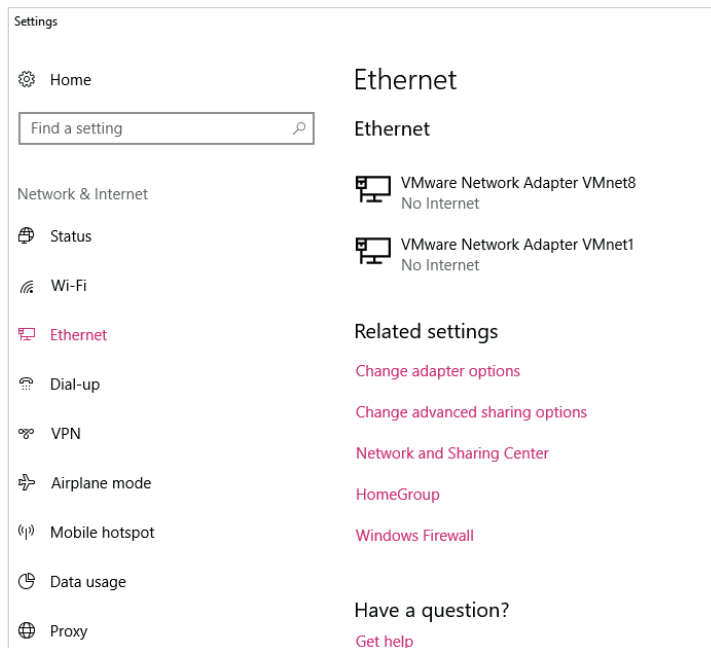 Settings
Home
Find a setting
Network & Internet
Status
Wi-Fi
Ethernet
Dial-up
VPN
Airplane mode
Mobile hotspot
Data usage
Proxy
Ethernet
Ethernet
VMware Network Adapter VMnet8
No Internet
VMware Network Adapter VMnet1
No Internet
Related settings
Change adapter options
Change advanced sharing options
Network and Sharing Center
HomeGroup
Windows Firewall
Have a question?
Get help